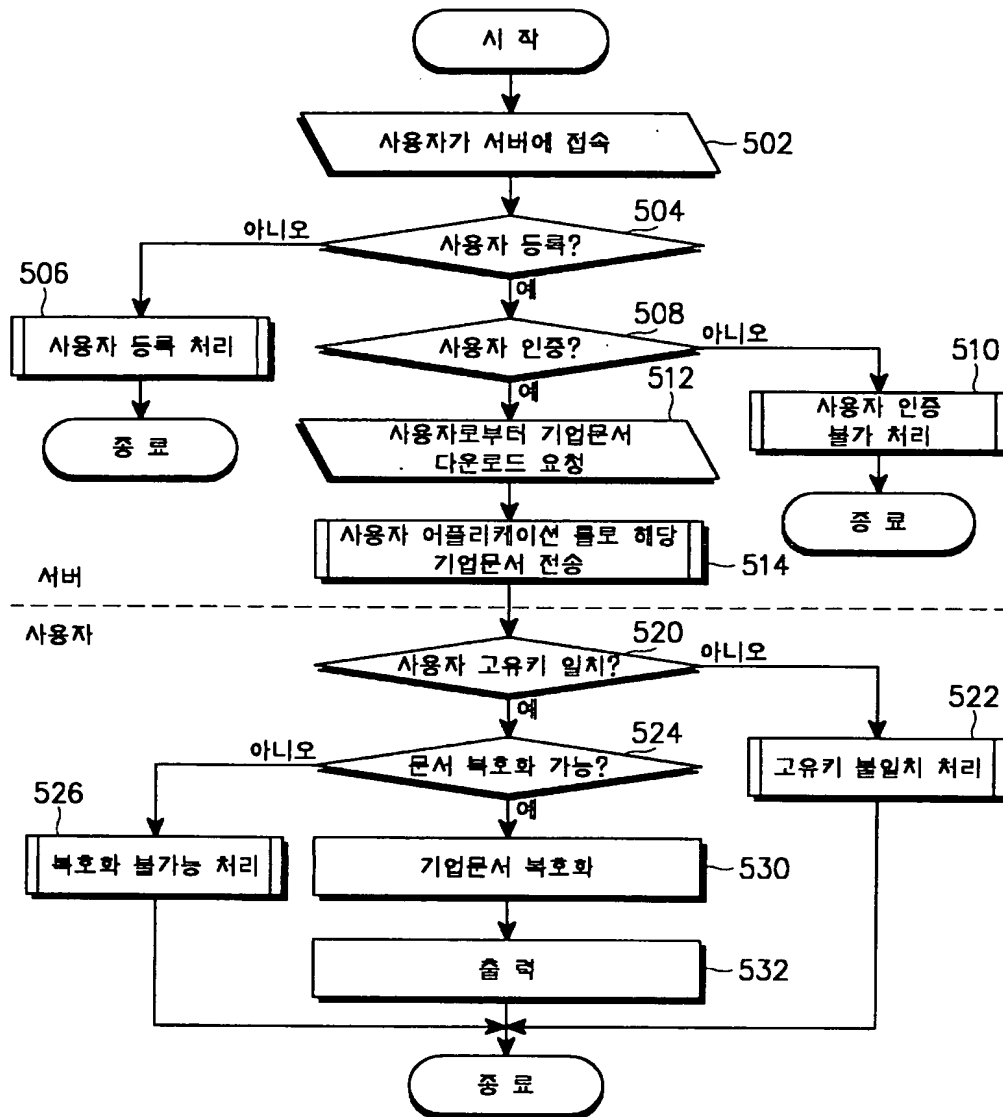 시 작
사용자가 서버에 접속
502
504
아니오
사용자 등록?
예
506
사용자 등록 처리
종 료
508
사용자 인증?
아니오
예
510
사용자 인증
불가 처리
종 료
512
사용자로부터 기업문서
다운로드 요청
사용자 어플리케이션 툴로 해당
기업문서 전송
514
서버
사용자
520
사용자 고유키 일치?
아니오
예
522
고유키 불일치 처리
524
아니오
문서 복호화 가능?
예
526
복호화 불가능 처리
기업문서 복호화
530
출 력
532
종 료